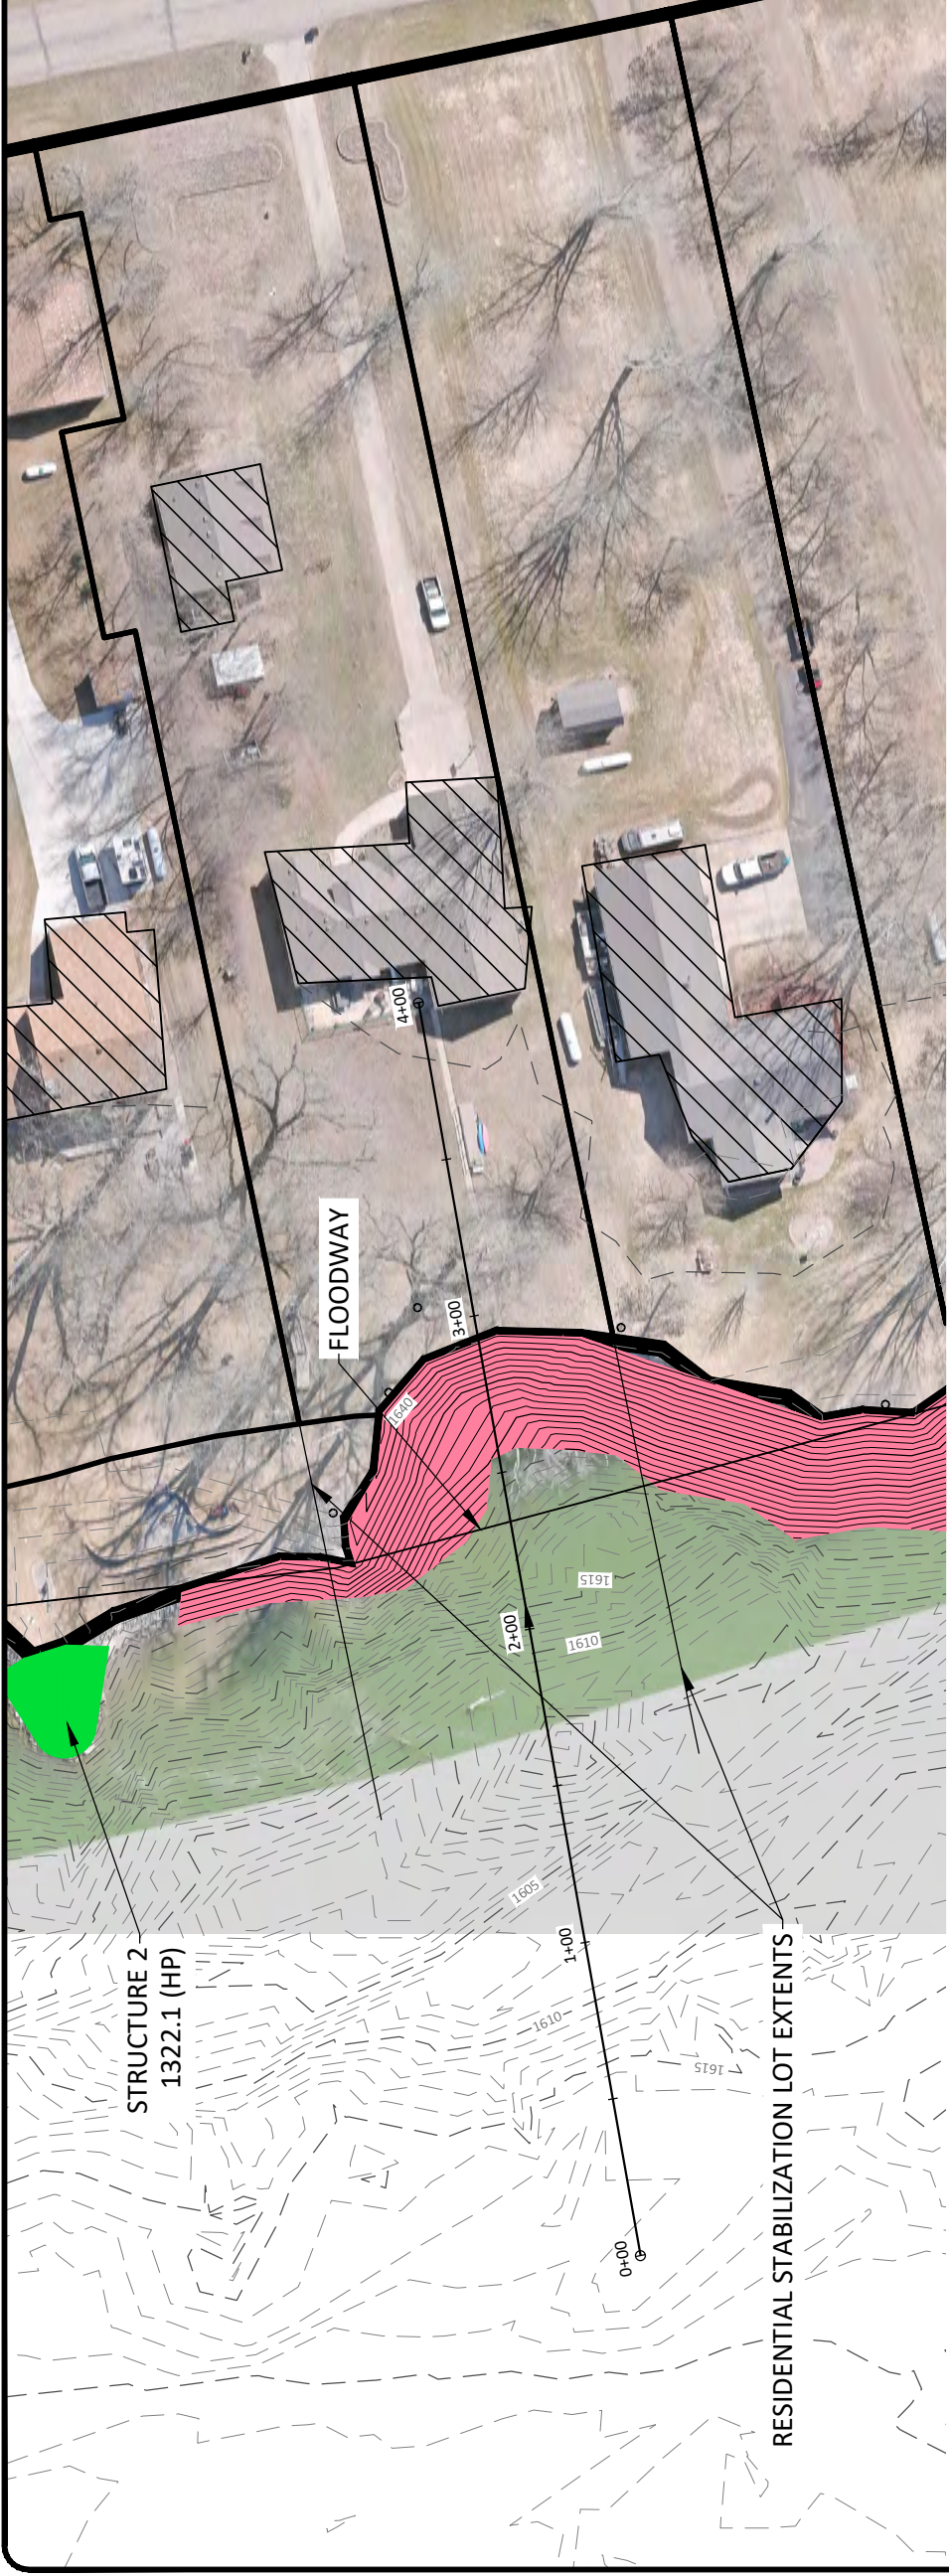 FLOODWAY
STRUCTURE 2
1322.1 (HP)
RESIDENTIAL STABILIZATION LOT EXTENTS
0+00
1+00
2+00
3+00
4+00
1640
1615
1610
1605
1610
1615